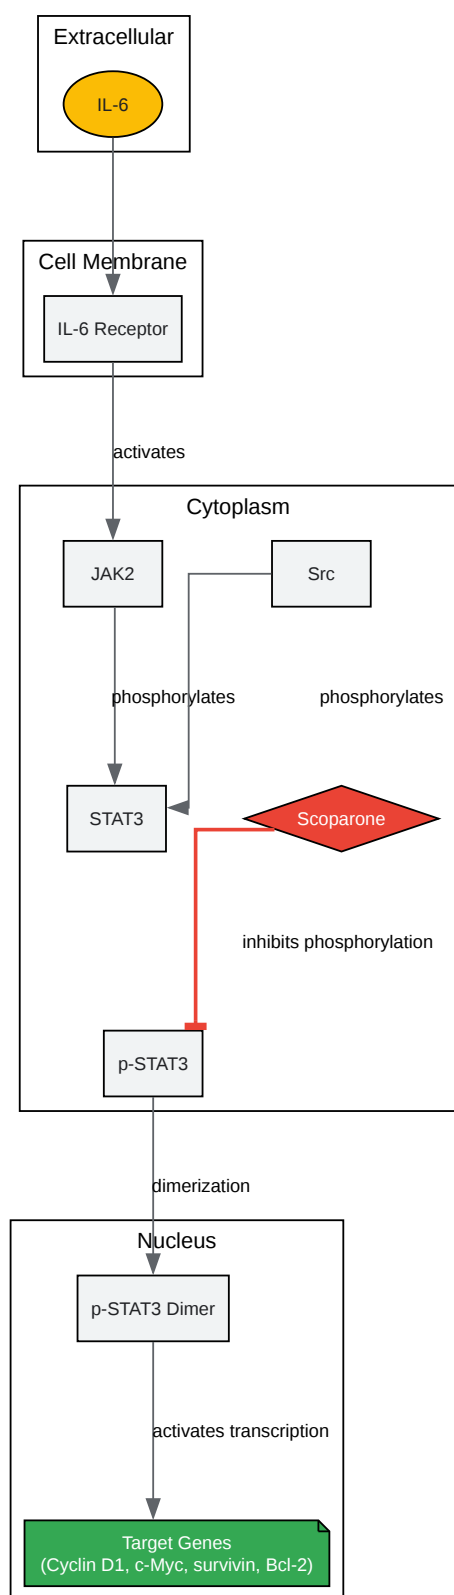 Extracellular
IL-6
Cell Membrane
IL-6 Receptor
activates
Cytoplasm
JAK2
Src
phosphorylates
phosphorylates
STAT3
Scoparone
inhibits phosphorylation
p-STAT3
dimerization
Nucleus
p-STAT3 Dimer
activates transcription
Target Genes
(Cyclin D1, c-Myc, survivin, Bcl-2)